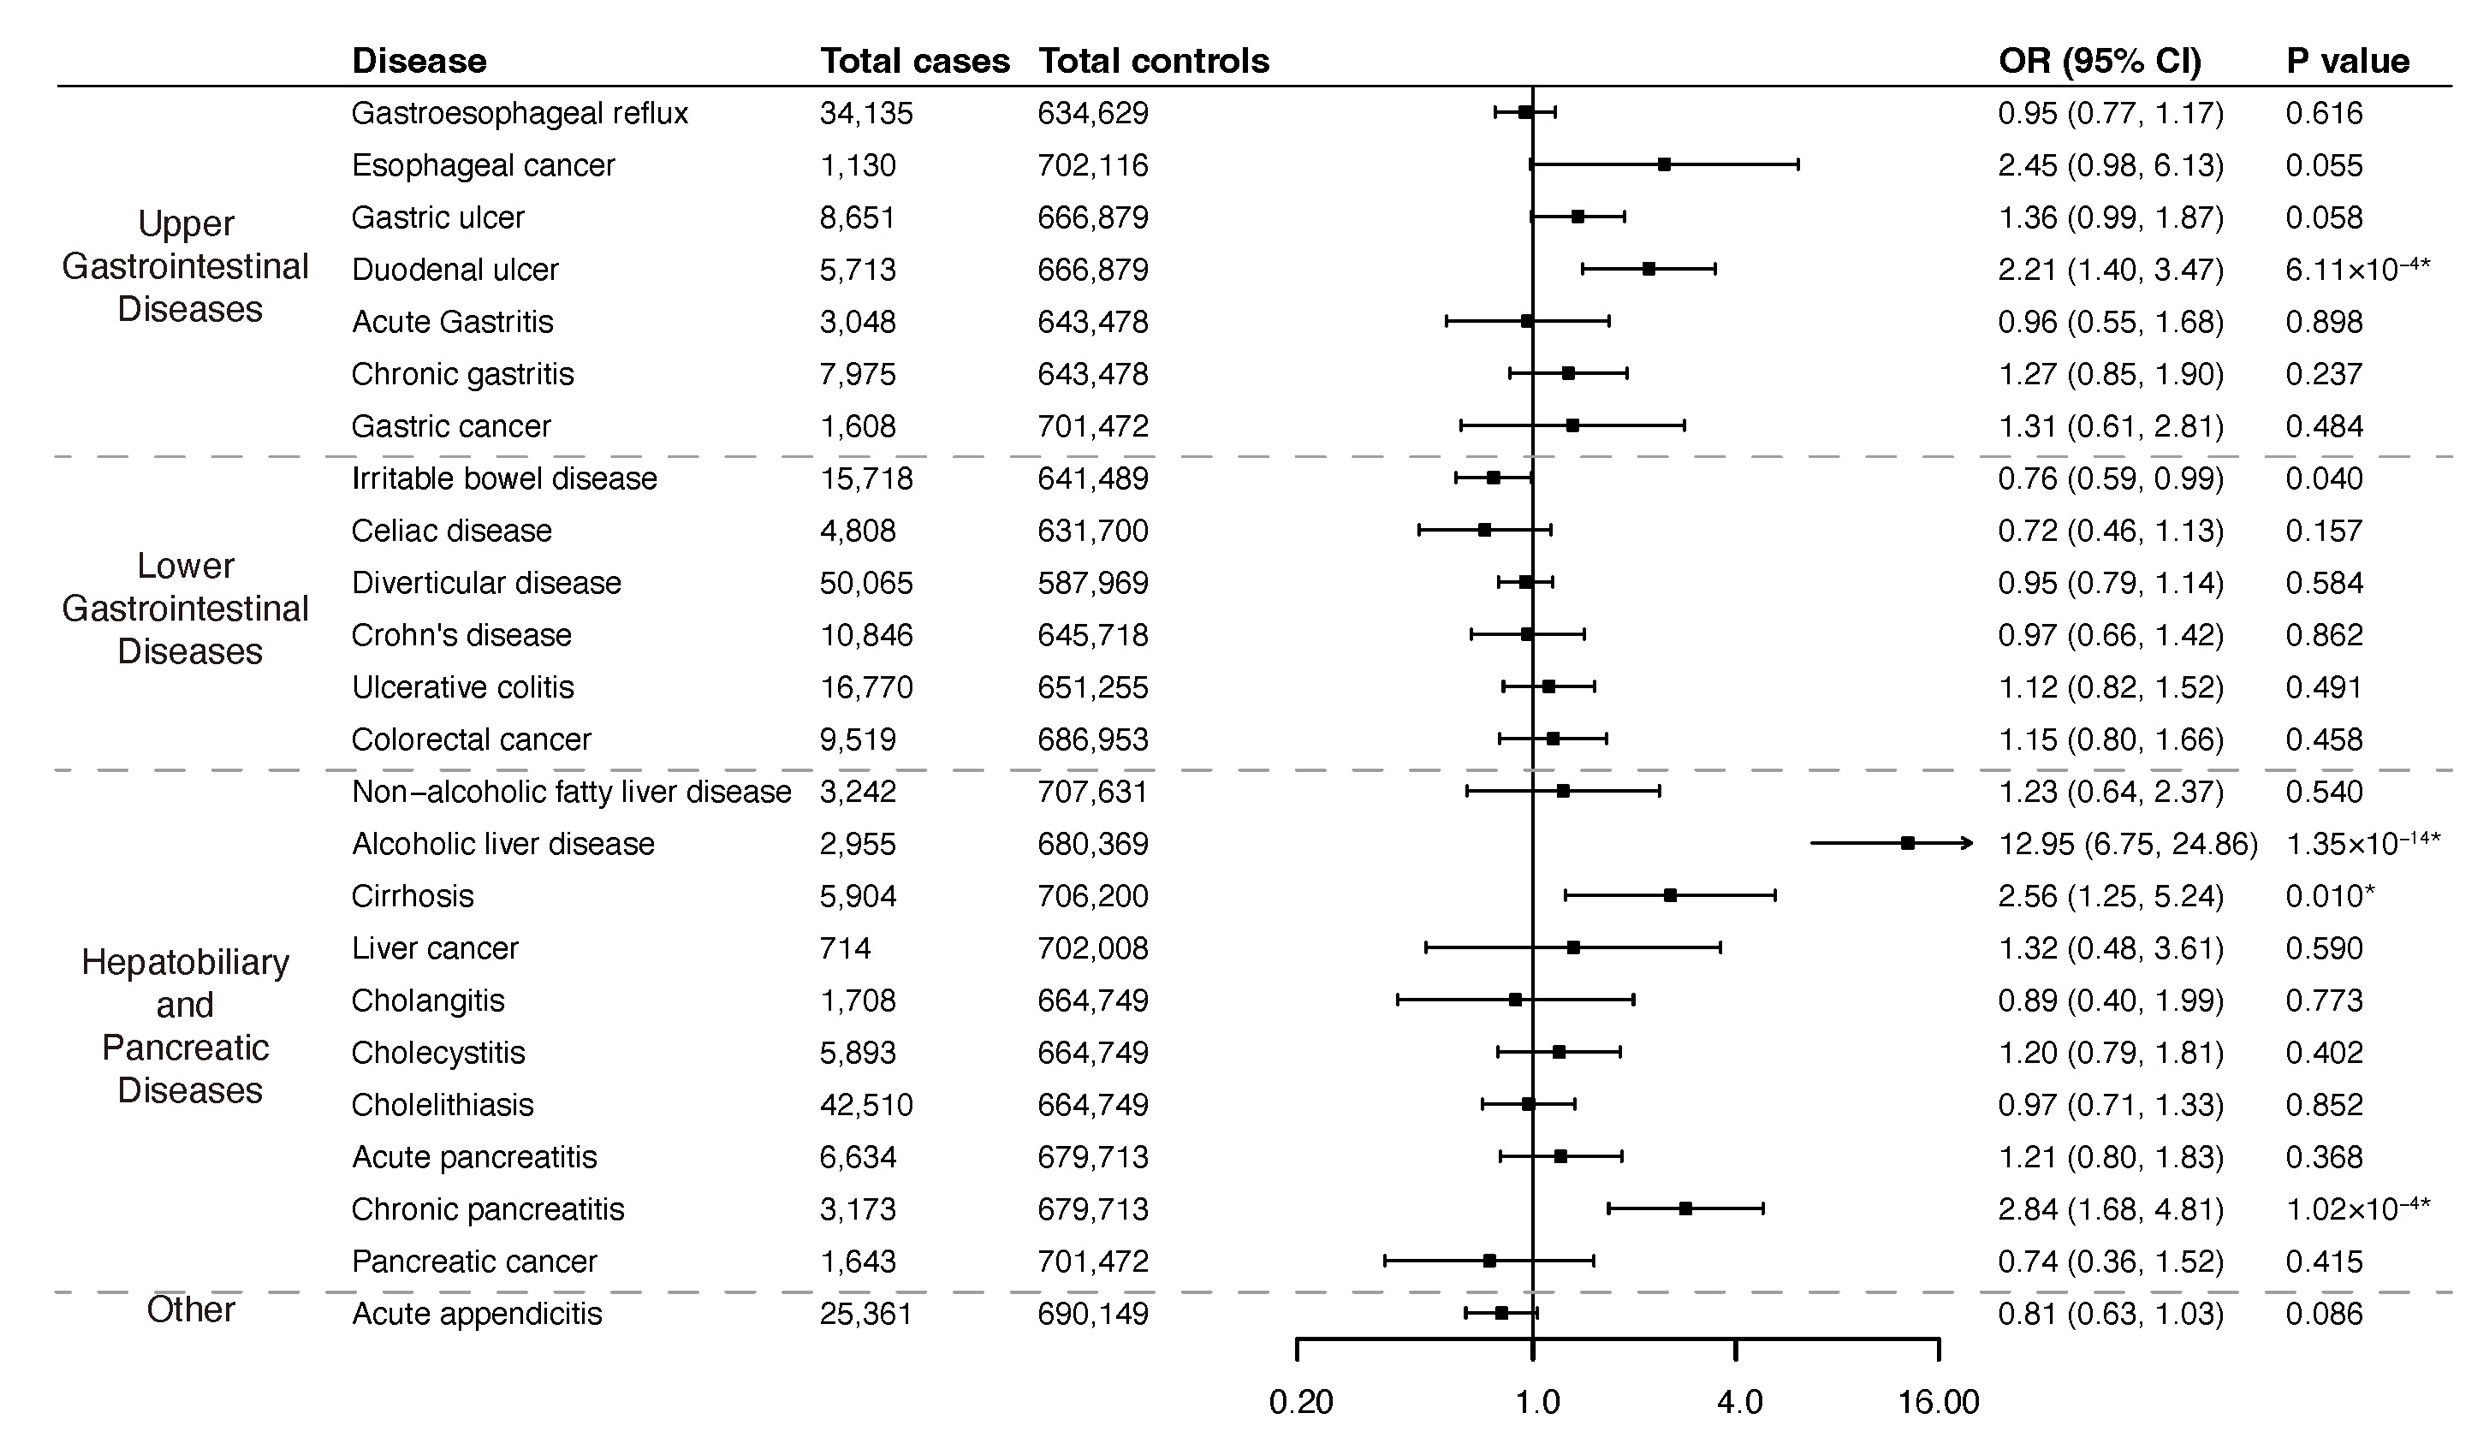 Disease Total cases Total controls OR (95% CI) P value
Upper
Gastrointestinal
Diseases
Gastroesophageal reflux 34,135 634,629 0.95 (0.77, 1.17) 0.616
Esophageal cancer 1,130 702,116 2.45 (0.98, 6.13) 0.055
Gastric ulcer 8,651 666,879 1.36 (0.99, 1.87) 0.058
Duodenal ulcer 5,713 666,879 2.21 (1.40, 3.47) 6.11×10⁻⁴*
Acute Gastritis 3,048 643,478 0.96 (0.55, 1.68) 0.898
Chronic gastritis 7,975 643,478 1.27 (0.85, 1.90) 0.237
Gastric cancer 1,608 701,472 1.31 (0.61, 2.81) 0.484
Lower
Gastrointestinal
Diseases
Irritable bowel disease 15,718 641,489 0.76 (0.59, 0.99) 0.040
Celiac disease 4,808 631,700 0.72 (0.46, 1.13) 0.157
Diverticular disease 50,065 587,969 0.95 (0.79, 1.14) 0.584
Crohn's disease 10,846 645,718 0.97 (0.66, 1.42) 0.862
Ulcerative colitis 16,770 651,255 1.12 (0.82, 1.52) 0.491
Colorectal cancer 9,519 686,953 1.15 (0.80, 1.66) 0.458
Hepatobiliary
and
Pancreatic
Diseases
Non−alcoholic fatty liver disease 3,242 707,631 1.23 (0.64, 2.37) 0.540
Alcoholic liver disease 2,955 680,369 12.95 (6.75, 24.86) 1.35×10⁻¹⁴*
Cirrhosis 5,904 706,200 2.56 (1.25, 5.24) 0.010*
Liver cancer 714 702,008 1.32 (0.48, 3.61) 0.590
Cholangitis 1,708 664,749 0.89 (0.40, 1.99) 0.773
Cholecystitis 5,893 664,749 1.20 (0.79, 1.81) 0.402
Cholelithiasis 42,510 664,749 0.97 (0.71, 1.33) 0.852
Acute pancreatitis 6,634 679,713 1.21 (0.80, 1.83) 0.368
Chronic pancreatitis 3,173 679,713 2.84 (1.68, 4.81) 1.02×10⁻⁴*
Pancreatic cancer 1,643 701,472 0.74 (0.36, 1.52) 0.415
Other
Acute appendicitis 25,361 690,149 0.81 (0.63, 1.03) 0.086
0.20 1.0 4.0 16.00